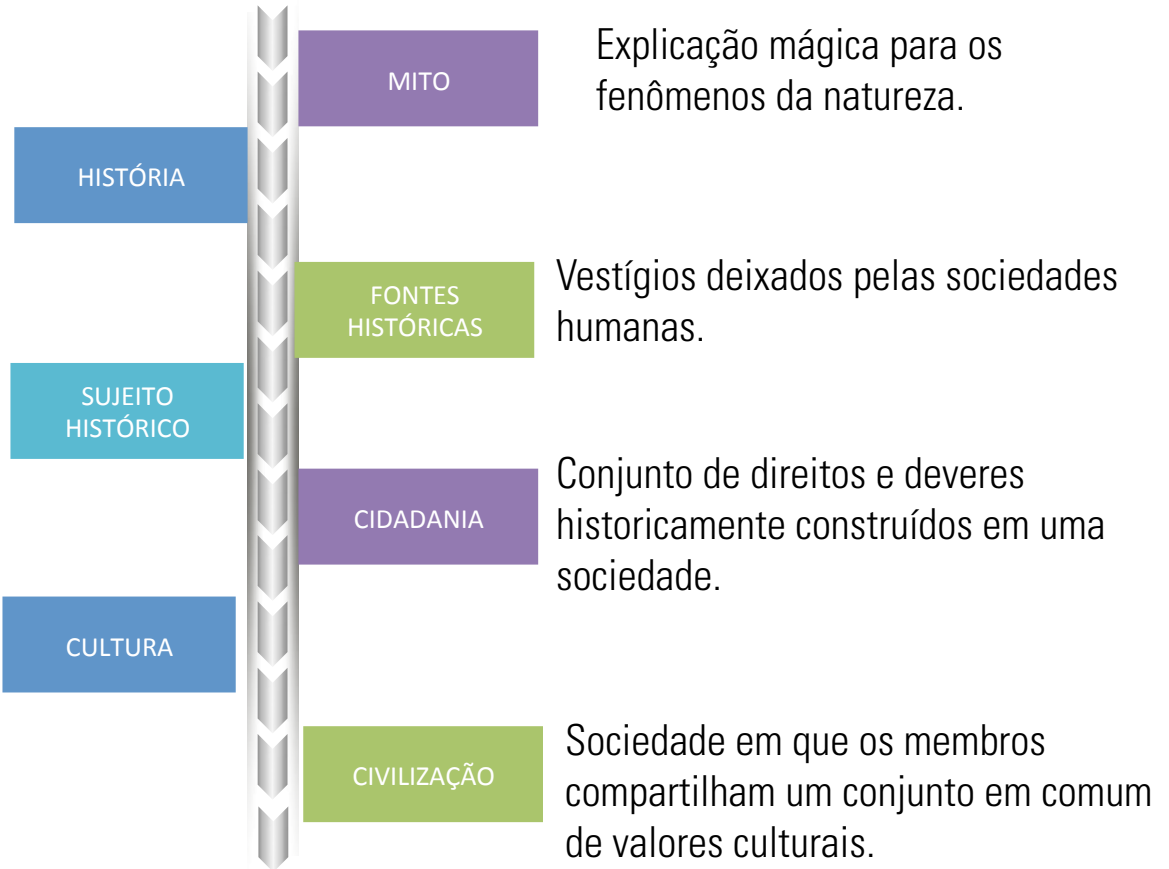 MITO
Explicação mágica para os
fenômenos da natureza.
HISTÓRIA
FONTES
HISTÓRICAS
Vestígios deixados pelas sociedades
humanas.
SUJEITO
HISTÓRICO
CIDADANIA
Conjunto de direitos e deveres
historicamente construídos em uma
sociedade.
CULTURA
CIVILIZAÇÃO
Sociedade em que os membros
compartilham um conjunto em comum
de valores culturais.